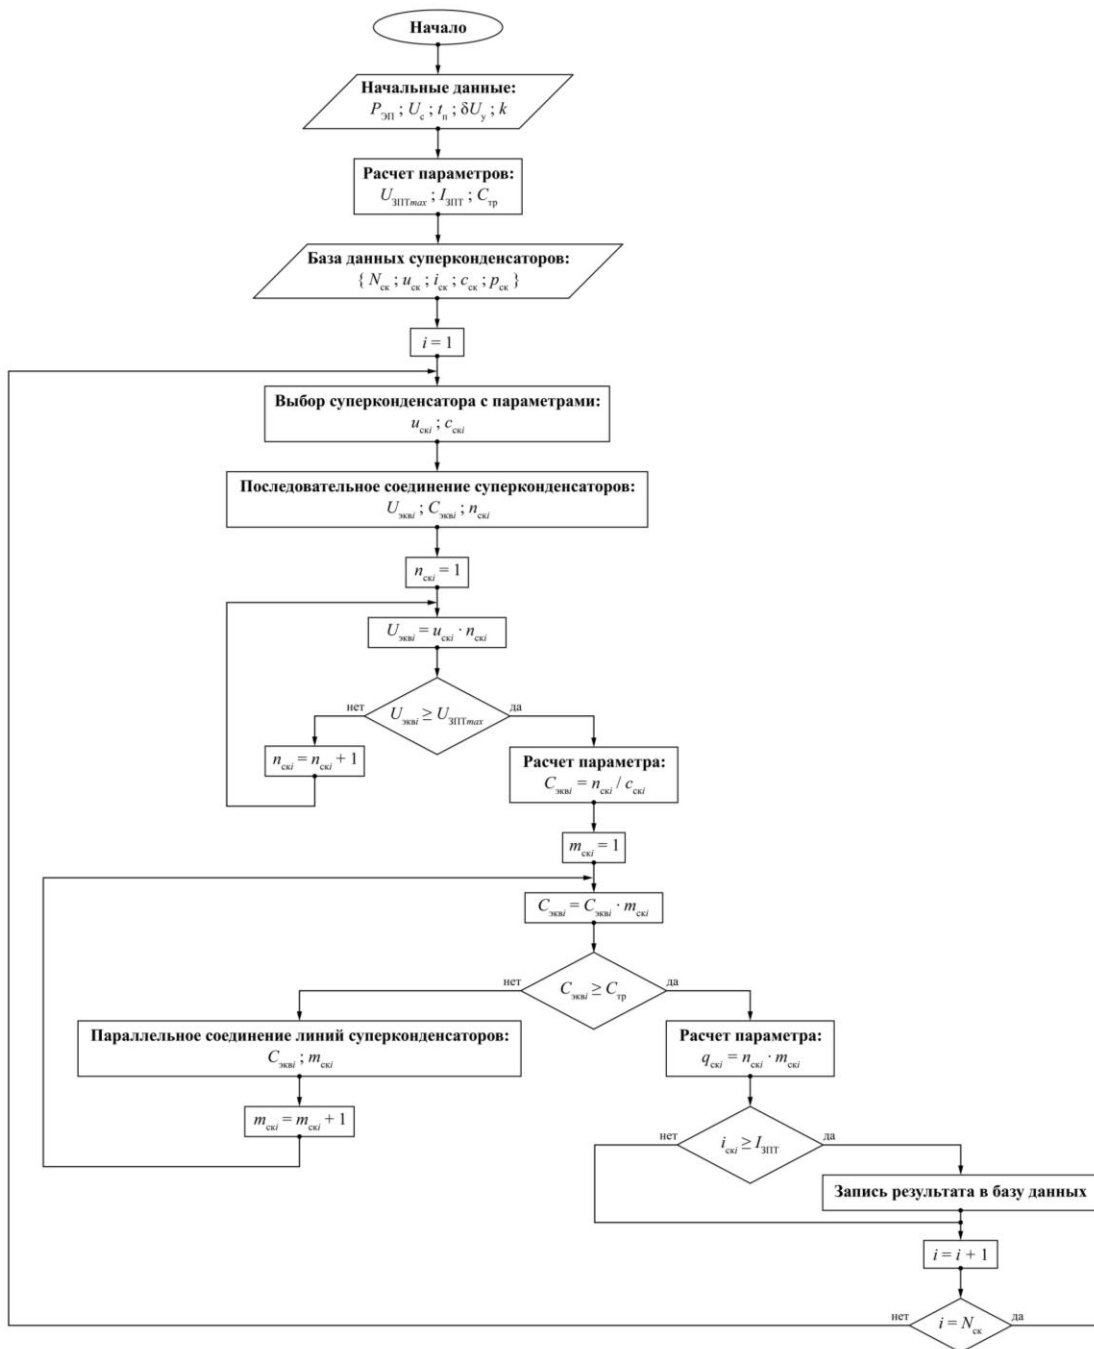 Начало
Начальные данные:
P_ЭП ; U_с ; t_п ; δU_у ; k
Расчет параметров:
U_ЗПТmax ; I_ЗПТ ; C_тр
База данных суперконденсаторов:
{ N_ск ; u_ск ; i_ск ; c_ск ; p_ск }
i = 1
Выбор суперконденсатора с параметрами:
u_скi ; c_скi
Последовательное соединение суперконденсаторов:
U_эквi ; C_эквi ; n_скi
n_скi = 1
U_эквi = u_скi · n_скi
нет
U_эквi ≥ U_ЗПТmax
да
n_скi = n_скi + 1
Расчет параметра:
C_эквi = n_скi / c_скi
m_скi = 1
C_эквi = C_эквi · m_скi
нет
C_эквi ≥ C_тр
да
Параллельное соединение линий суперконденсаторов:
C_эквi ; m_скi
Расчет параметра:
q_скi = n_скi · m_скi
m_скi = m_скi + 1
нет
i_скi ≥ I_ЗПТ
да
Запись результата в базу данных
i = i + 1
нет
i = N_ск
да